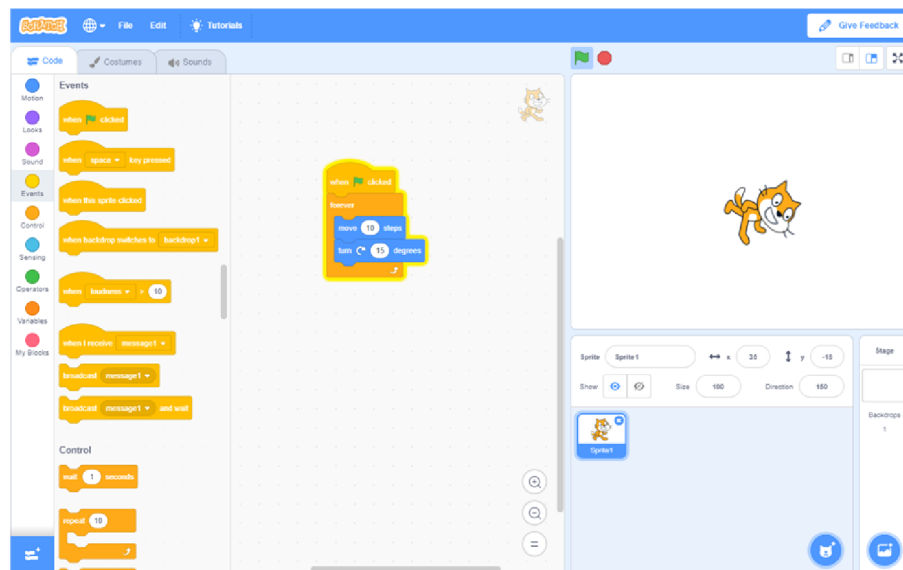 SCRATCH File Edit Tutorials Give Feedback
Code Costumes Sounds
Motion
Looks
Sound
Events
Control
Sensing
Operators
Variables
My Blocks
Events
when clicked
when space key pressed
when this sprite clicked
when backdrop switches to backdrop1
when loudness > 10
when I receive message1
broadcast message1
broadcast message1 and wait
Control
wait 1 seconds
repeat 10
when clicked
forever
move 10 steps
turn 15 degrees
Sprite Sprite1 x 35 y -15
Show Size 100 Direction 150
Sprite1
Stage
Backdrops
1